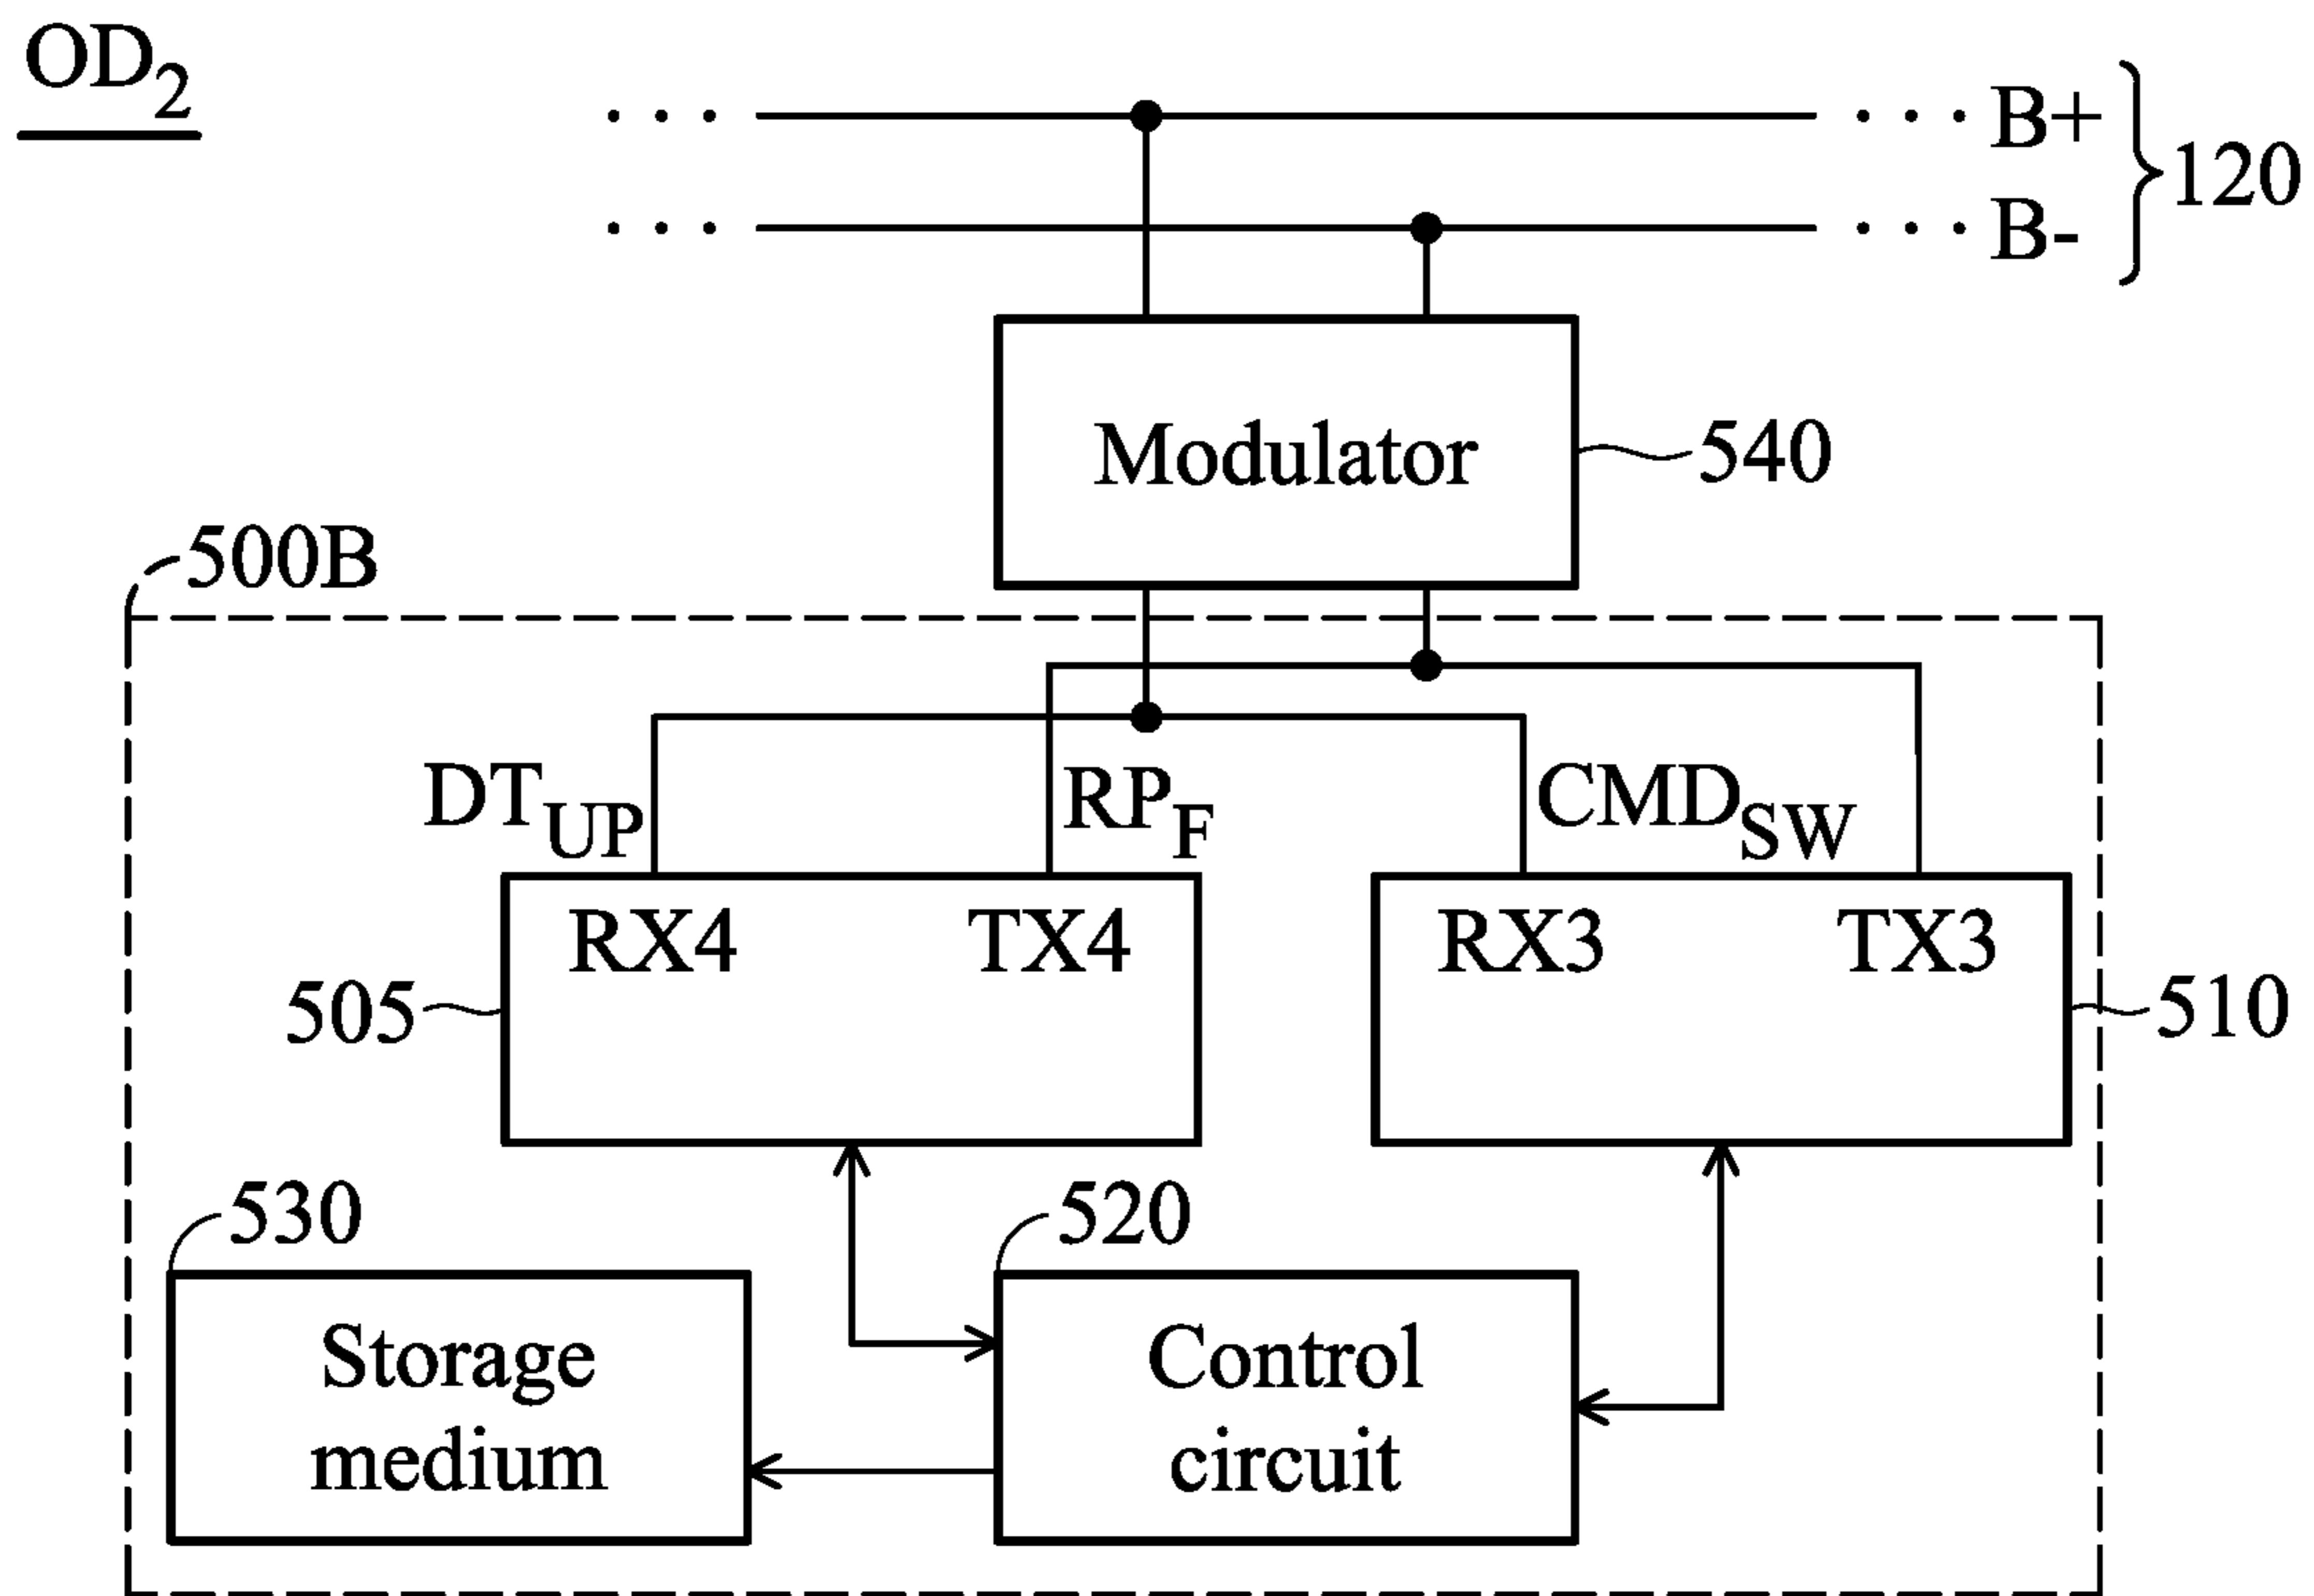 OD2
B+
B-
120
Modulator
540
500B
DTUP
RPF
CMDSW
RX4
TX4
RX3
TX3
505
510
530
520
Storage
medium
Control
circuit